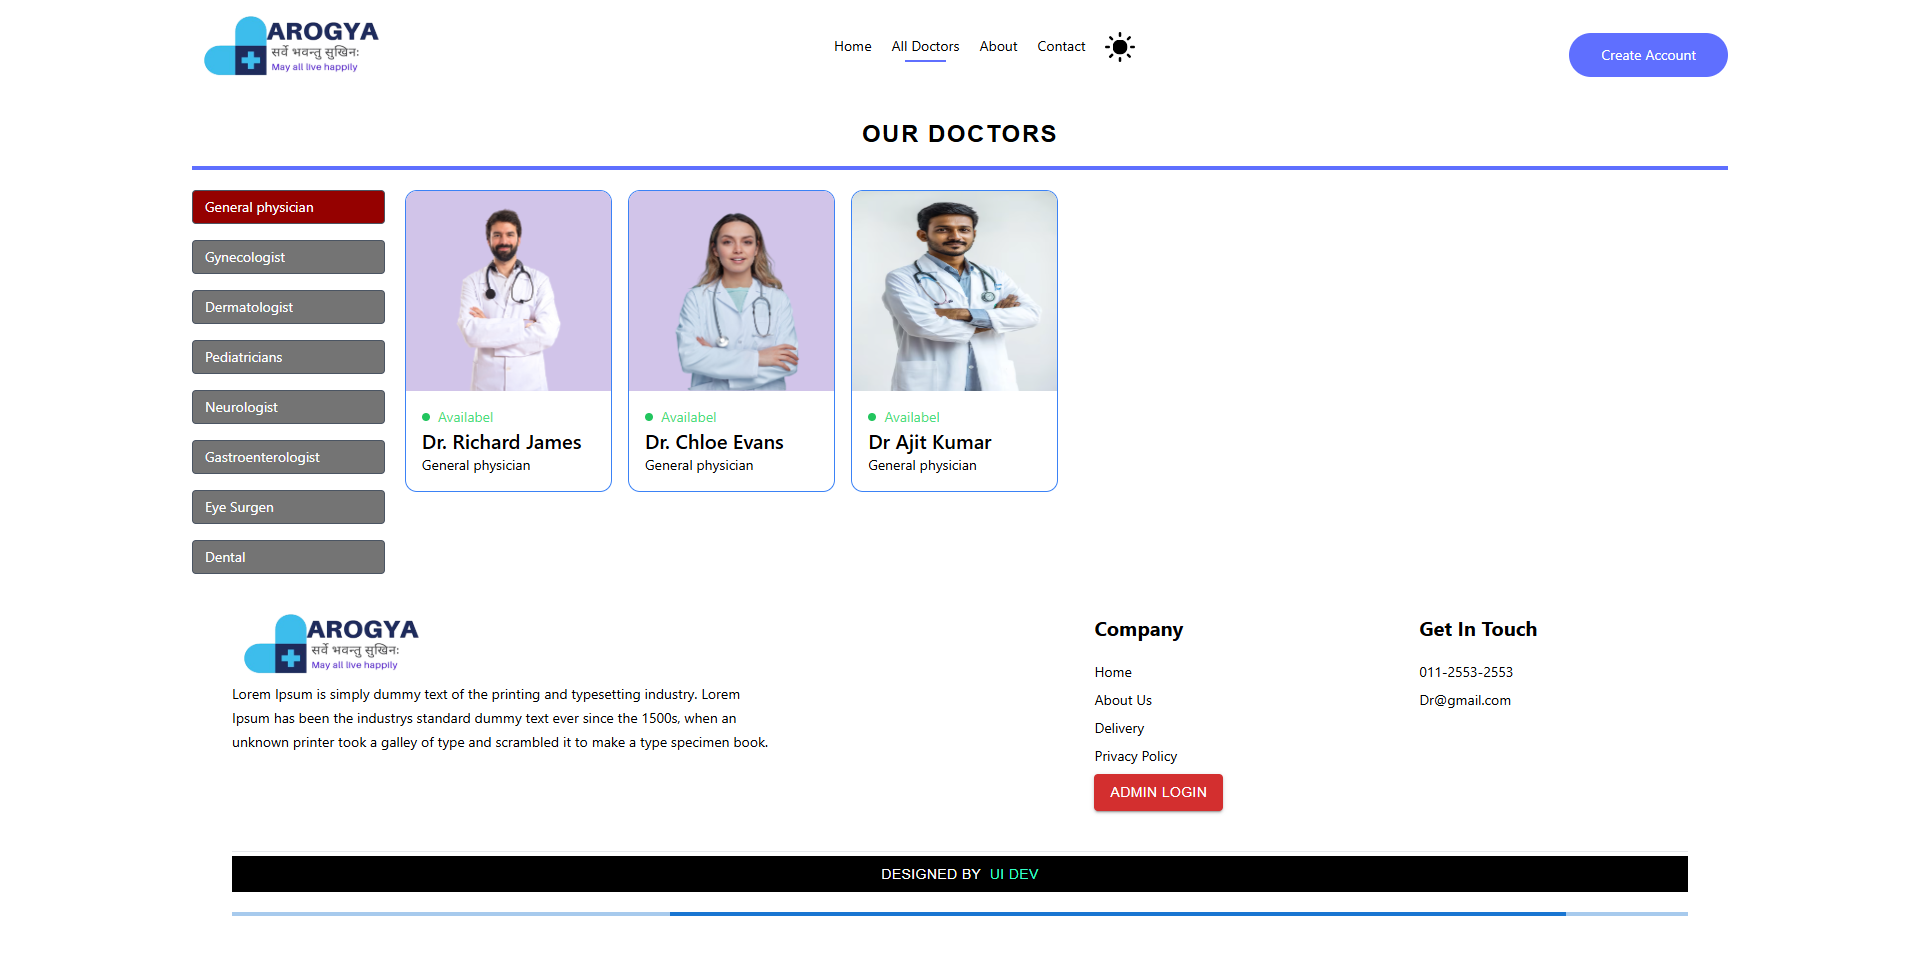 AROGYA
सर्वे भवन्तु सुखिनः
May all live happily
Home
All Doctors
About
Contact
Create Account
OUR DOCTORS
General physician
Gynecologist
Dermatologist
Pediatricians
Neurologist
Gastroenterologist
Eye Surgen
Dental
Availabel
Dr. Richard James
General physician
Availabel
Dr. Chloe Evans
General physician
Availabel
Dr Ajit Kumar
General physician
AROGYA
सर्वे भवन्तु सुखिनः
May all live happily
Lorem Ipsum is simply dummy text of the printing and typesetting industry. Lorem
Ipsum has been the industrys standard dummy text ever since the 1500s, when an
unknown printer took a galley of type and scrambled it to make a type specimen book.
Company
Home
About Us
Delivery
Privacy Policy
ADMIN LOGIN
Get In Touch
011-2553-2553
Dr@gmail.com
DESIGNED BY UI DEV